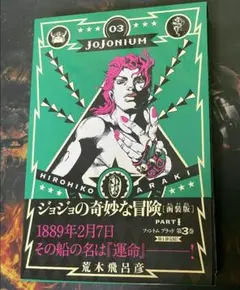 03
JOJONIUM
HIROHIKO ARAKI
ジョジョの奇妙な冒険[函装版]
PART 1
ファントム ブラッド 第3巻
1889年2月7日
その船の名は『運命』――!
荒木飛呂彦